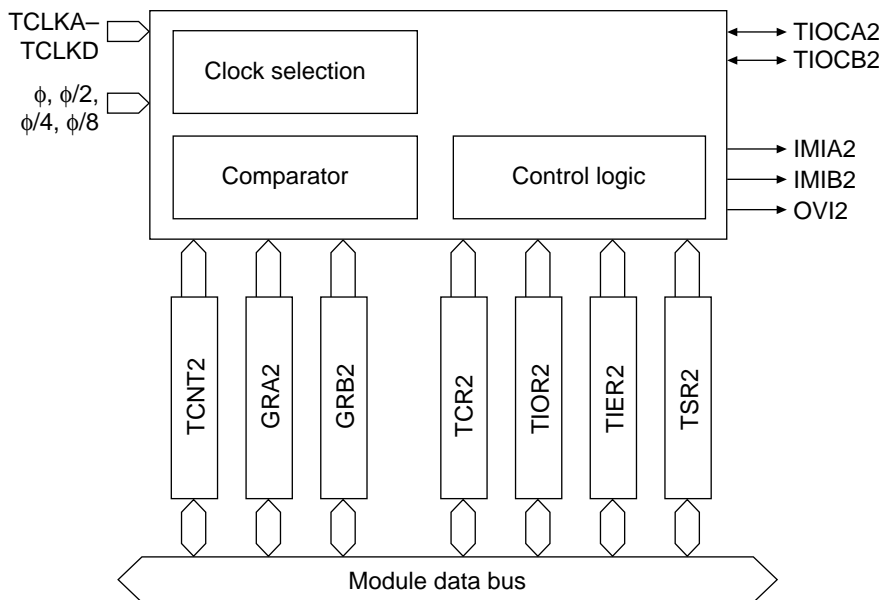 TCLKA–
TCLKD
ϕ, ϕ/2,
ϕ/4, ϕ/8
Clock selection
Comparator
Control logic
TIOCA2
TIOCB2
IMIA2
IMIB2
OVI2
TCNT2
GRA2
GRB2
TCR2
TIOR2
TIER2
TSR2
Module data bus